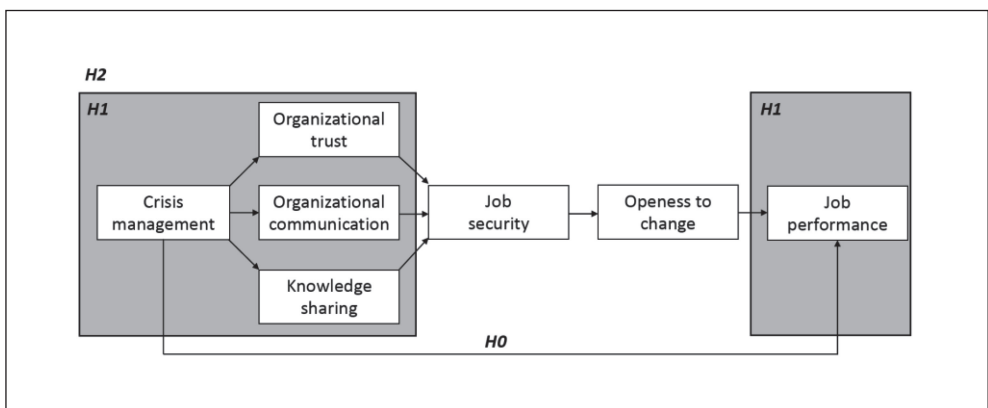 H2
H1
Organizational
trust
Crisis
management
Organizational
communication
Knowledge
sharing
Job
security
Openess to
change
H1
Job
performance
H0